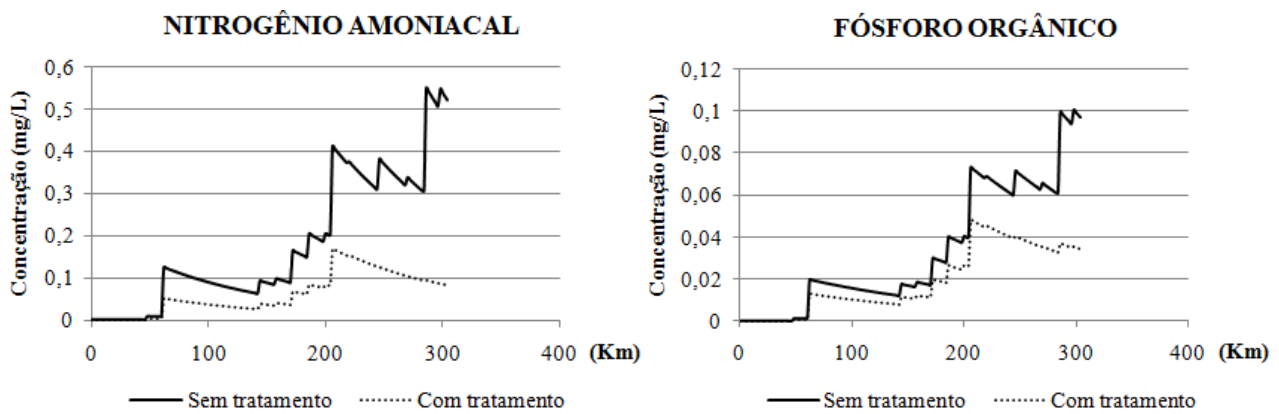 NITROGÊNIO AMONIACAL
Concentração (mg/L)
0,6
0,5
0,4
0,3
0,2
0,1
0
0 100 200 300 400 (Km)
Sem tratamento Com tratamento
FÓSFORO ORGÂNICO
Concentração (mg/L)
0,12
0,1
0,08
0,06
0,04
0,02
0
0 100 200 300 400 (Km)
Sem tratamento Com tratamento